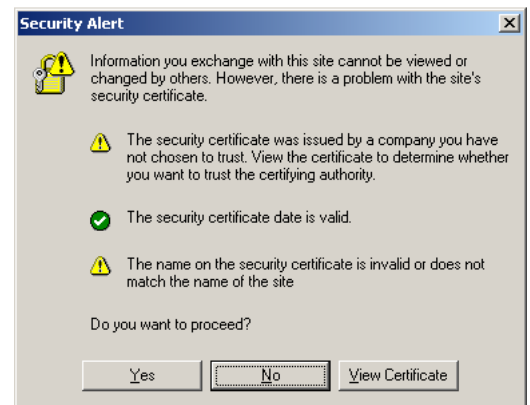 Security Alert
Information you exchange with this site cannot be viewed or
changed by others. However, there is a problem with the site's
security certificate.
The security certificate was issued by a company you have
not chosen to trust. View the certificate to determine whether
you want to trust the certifying authority.
The security certificate date is valid.
The name on the security certificate is invalid or does not
match the name of the site
Do you want to proceed?
Yes No View Certificate